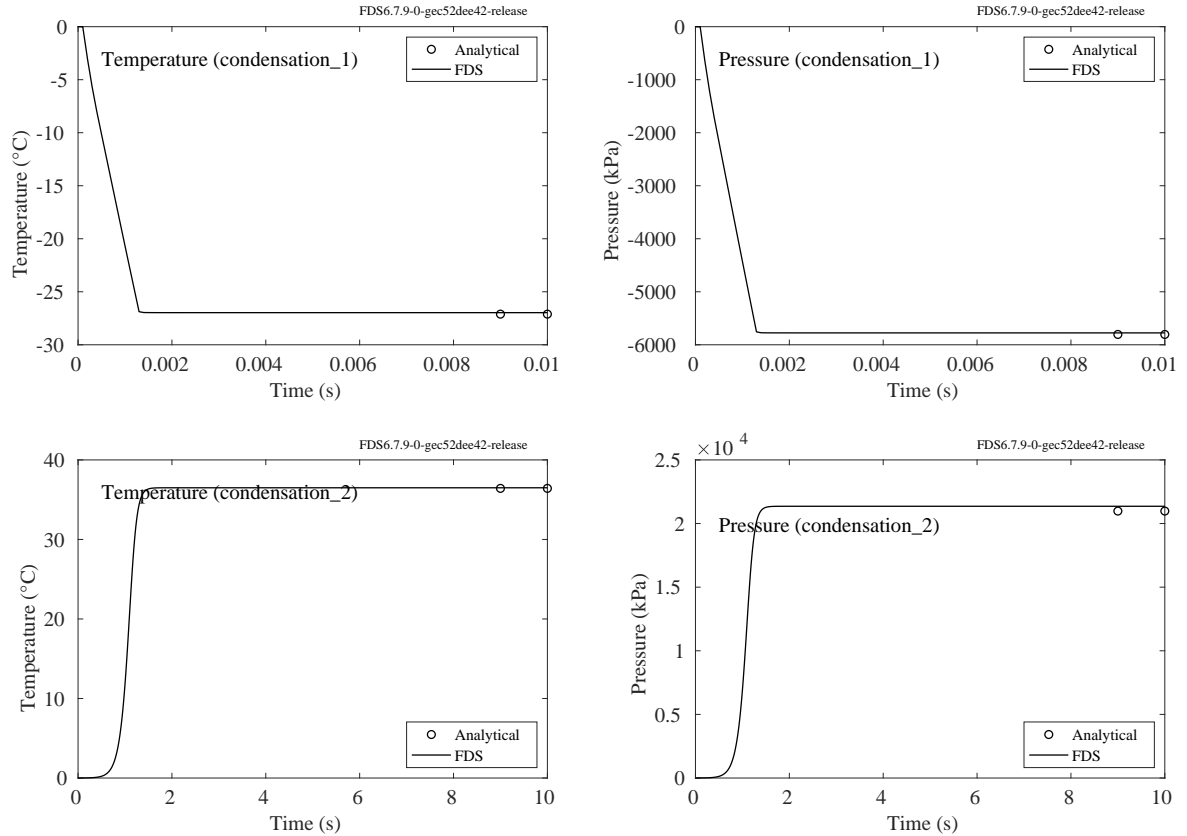 FDS6.7.9-0-gec52dee42-release
Temperature (condensation_1)
Analytical
FDS
0
-5
-10
-15
-20
-25
-30
Temperature (°C)
0 0.002 0.004 0.006 0.008 0.01
Time (s)
FDS6.7.9-0-gec52dee42-release
Pressure (condensation_1)
Analytical
FDS
0
-1000
-2000
-3000
-4000
-5000
-6000
Pressure (kPa)
0 0.002 0.004 0.006 0.008 0.01
Time (s)
FDS6.7.9-0-gec52dee42-release
Temperature (condensation_2)
40
30
20
10
0
Temperature (°C)
Analytical
FDS
0 2 4 6 8 10
Time (s)
×10 4
FDS6.7.9-0-gec52dee42-release
Pressure (condensation_2)
2.5
2
1.5
1
0.5
0
Pressure (kPa)
Analytical
FDS
0 2 4 6 8 10
Time (s)